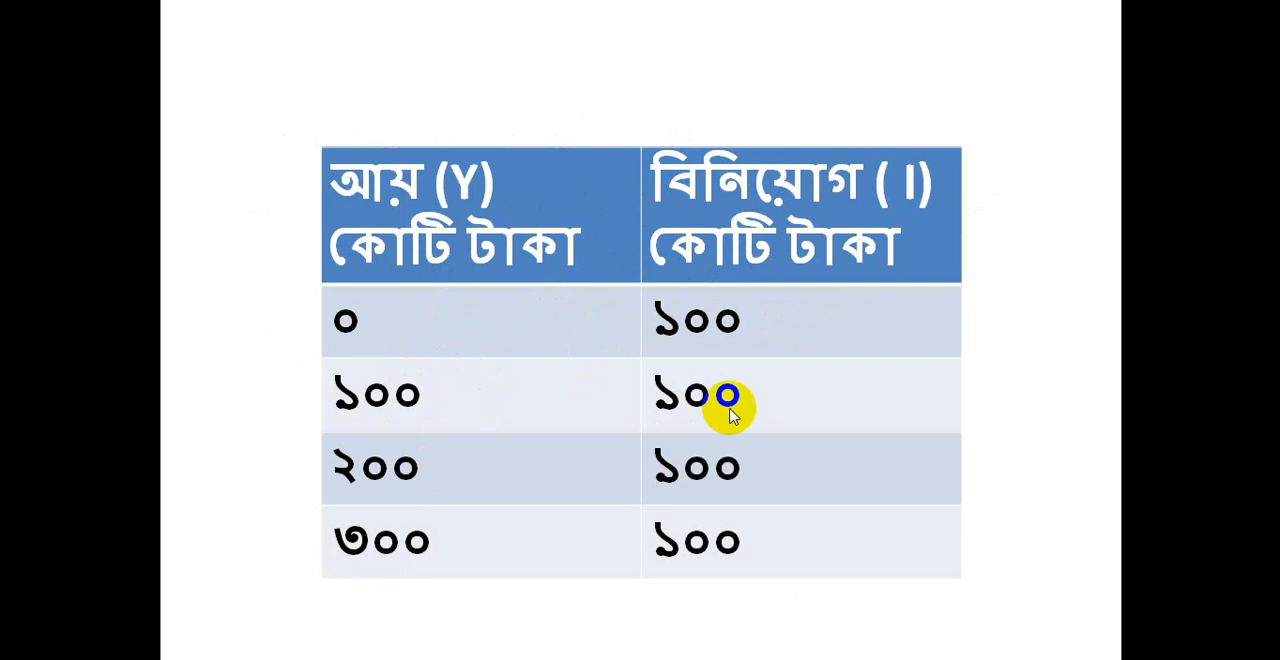 আয় (Y) বিনিয়োগ ( I)
কোটি টাকা কোটি টাকা
০ ১০০
১০০ ১০০
২০০ ১০০
৩০০ ১০০